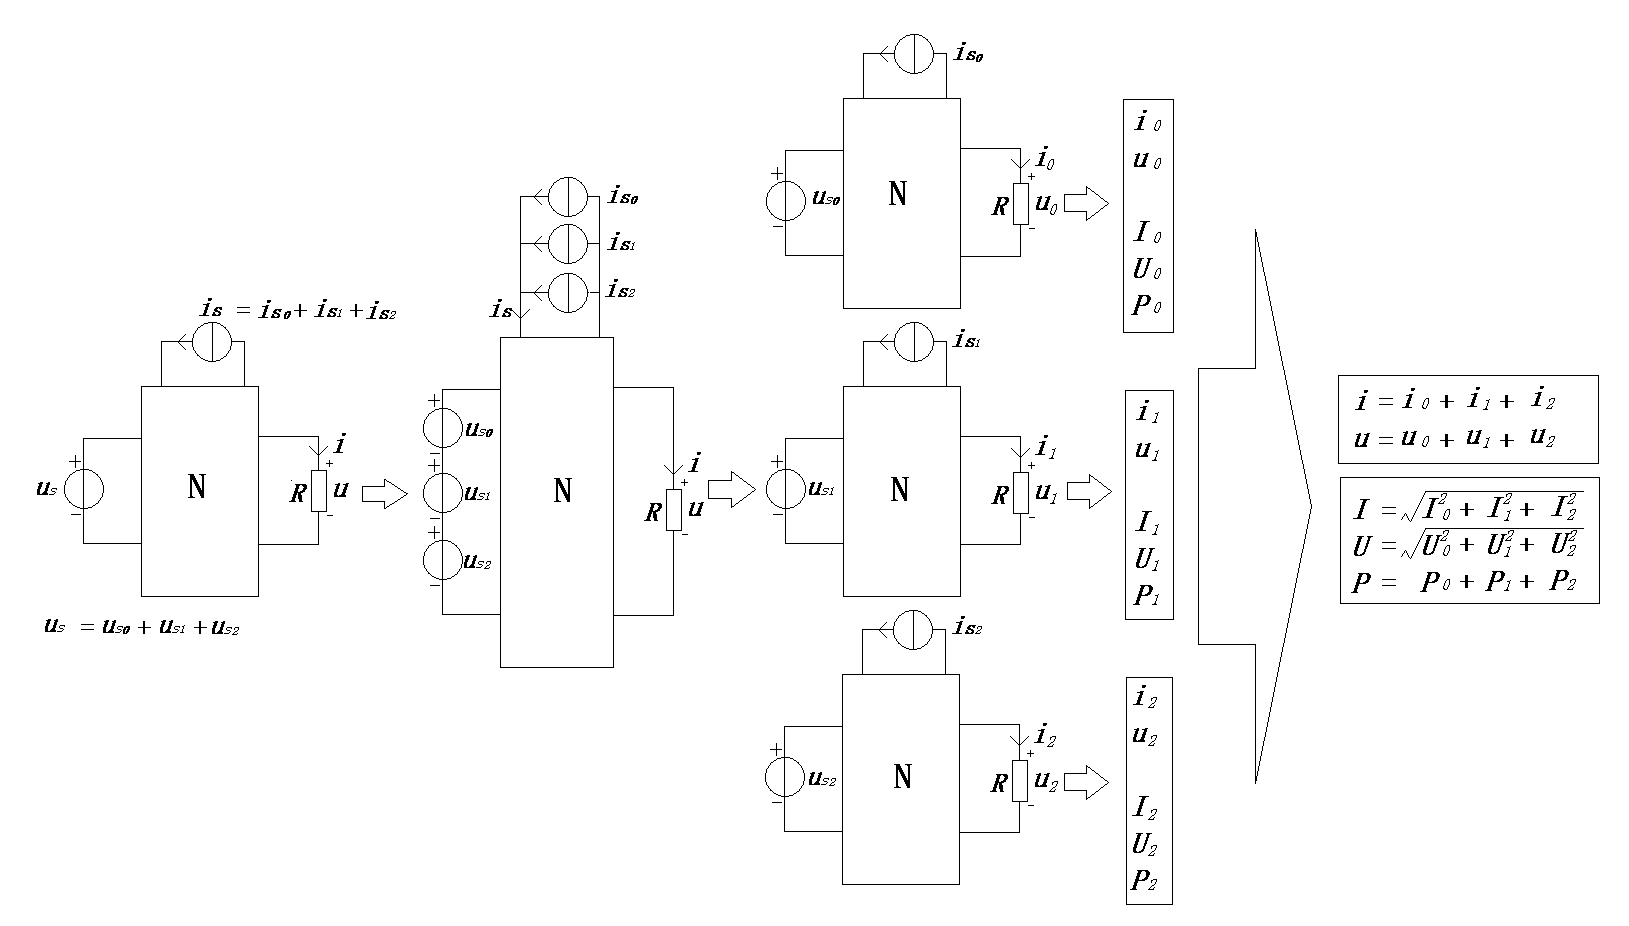 is = is0 + is1 + is2
us
+
-
N
i
R
+
u
-
us = us0 + us1 + us2
is0
is1
is2
is
+
us0
-
+
us1
-
+
us2
-
N
i
R
+
u
-
is0
+
us0
-
N
i0
R
+
u0
-
i0
u0
I0
U0
P0
is1
+
us1
-
N
i1
R
+
u1
-
i1
u1
I1
U1
P1
is2
+
us2
-
N
i2
R
+
u2
-
i2
u2
I2
U2
P2
i = i0 + i1 + i2
u = u0 + u1 + u2
I = √(I0² + I1² + I2²)
U = √(U0² + U1² + U2²)
P = P0 + P1 + P2